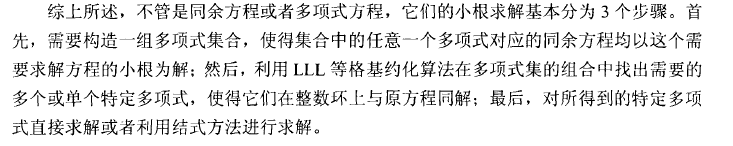 综上所述，不管是同余方程或者多项式方程，它们的小根求解基本分为 3 个步骤。首
先，需要构造一组多项式集合，使得集合中的任意一个多项式对应的同余方程均以这个需
要求解方程的小根为解；然后，利用 LLL 等格基约化算法在多项式集的组合中找出需要的
多个或单个特定多项式，使得它们在整数环上与原方程同解；最后，对所得到的特定多项
式直接求解或者利用结式方法进行求解。